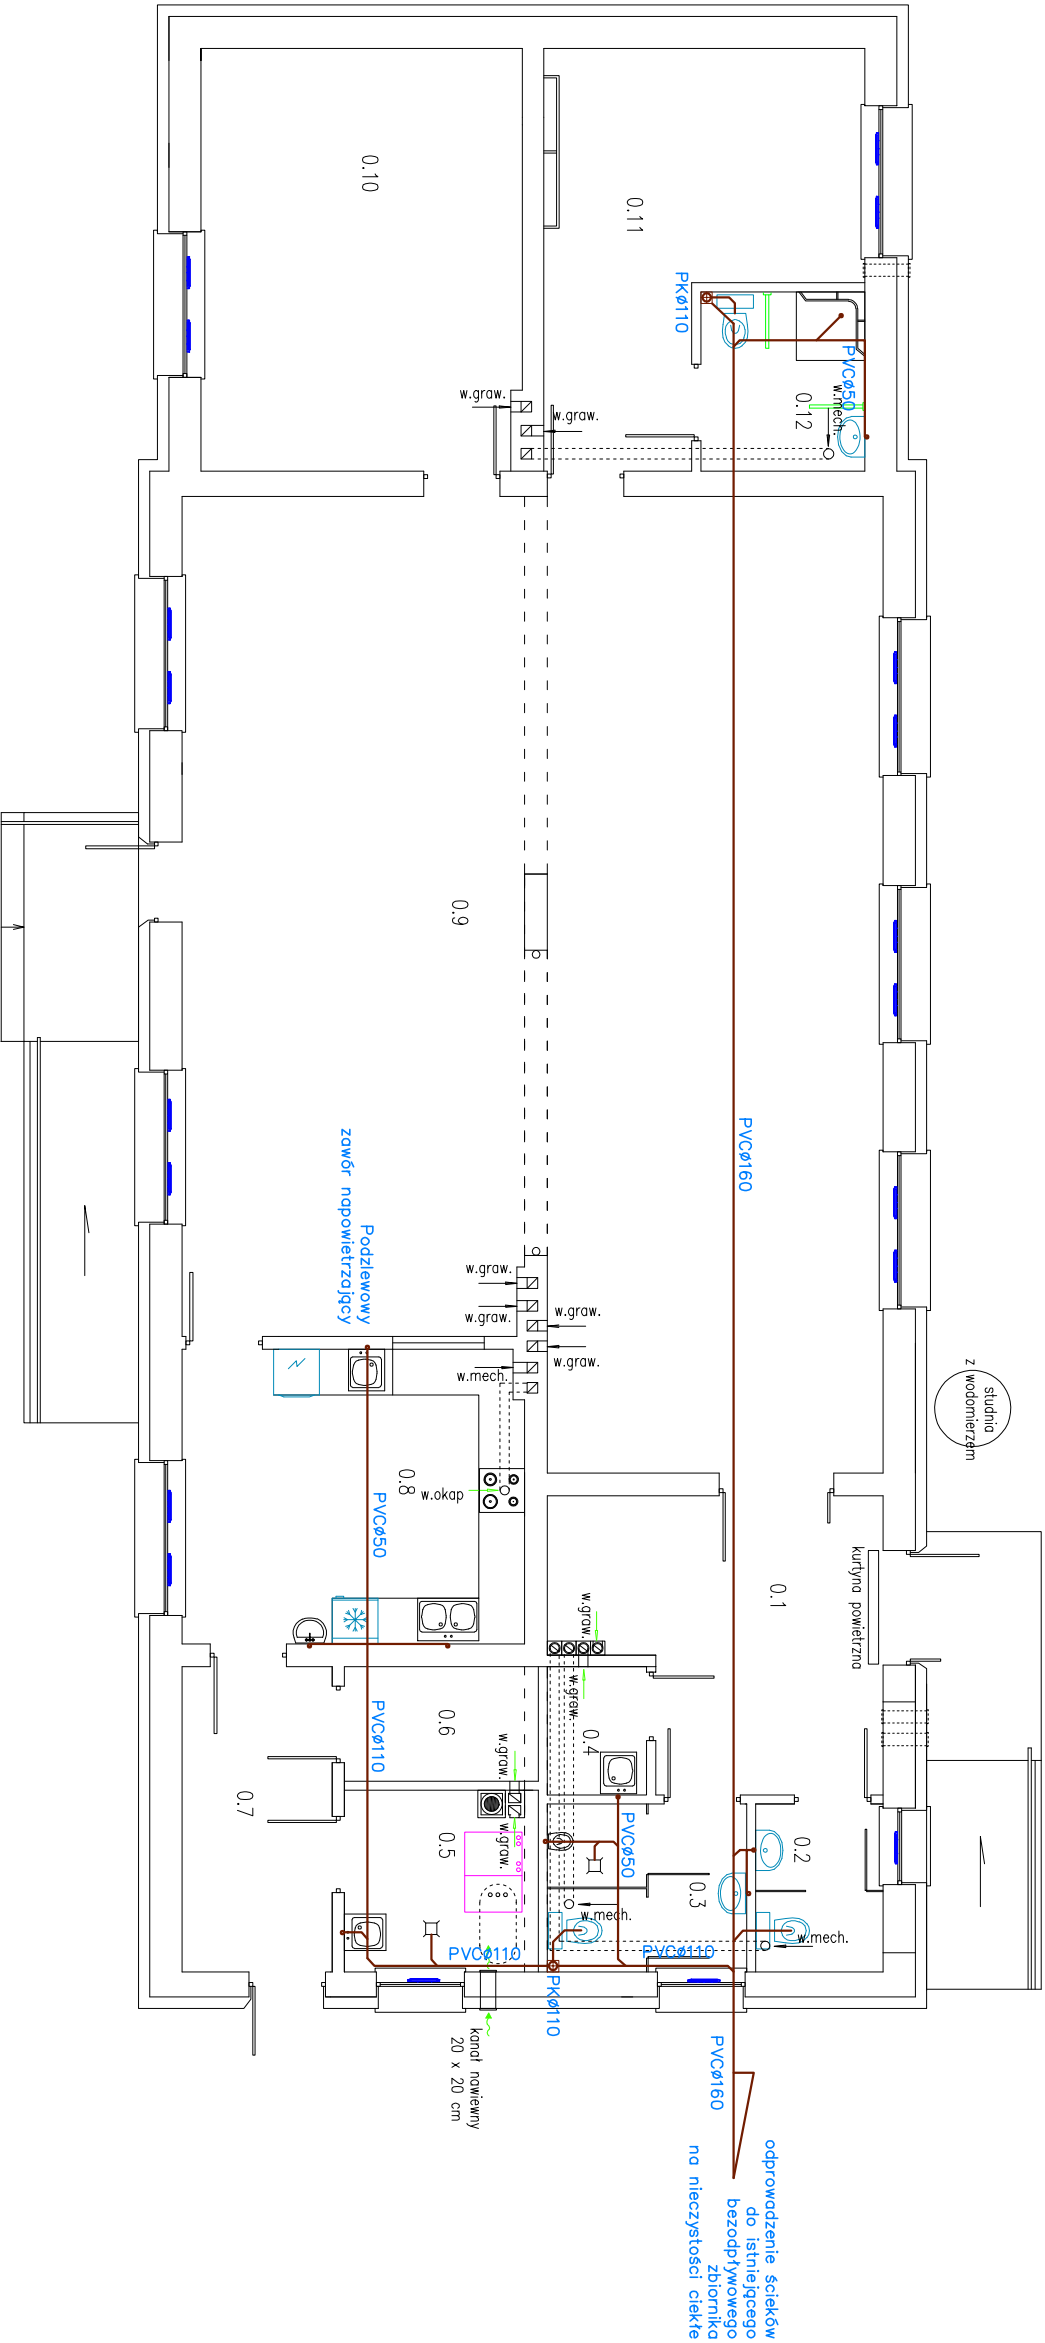 0.10
0.11
PKø110
PVCø50
w.mech.
0.12
w.graw.
w.graw.
0.9
PVCø160
Podzlewowy
zawór napowietrzający
w.graw.
w.graw.
w.graw.
w.graw.
w.mech.
studnia
z wodomierzem
0.8
w.okap
PVCø50
kurtyna powietrzna
0.1
w.graw.
w.graw.
0.6
PVCø110
0.4
w.graw.
w.graw.
0.7
0.5
PVCø50
0.2
0.3
w.mech.
w.mech.
PVCø110
PVCø110
PKø110
kanał nawiewny
20 x 20 cm
PVCø160
odprowadzenie ścieków
do istniejącego
bezodpływowego
zbiornika
na nieczystości ciekłe